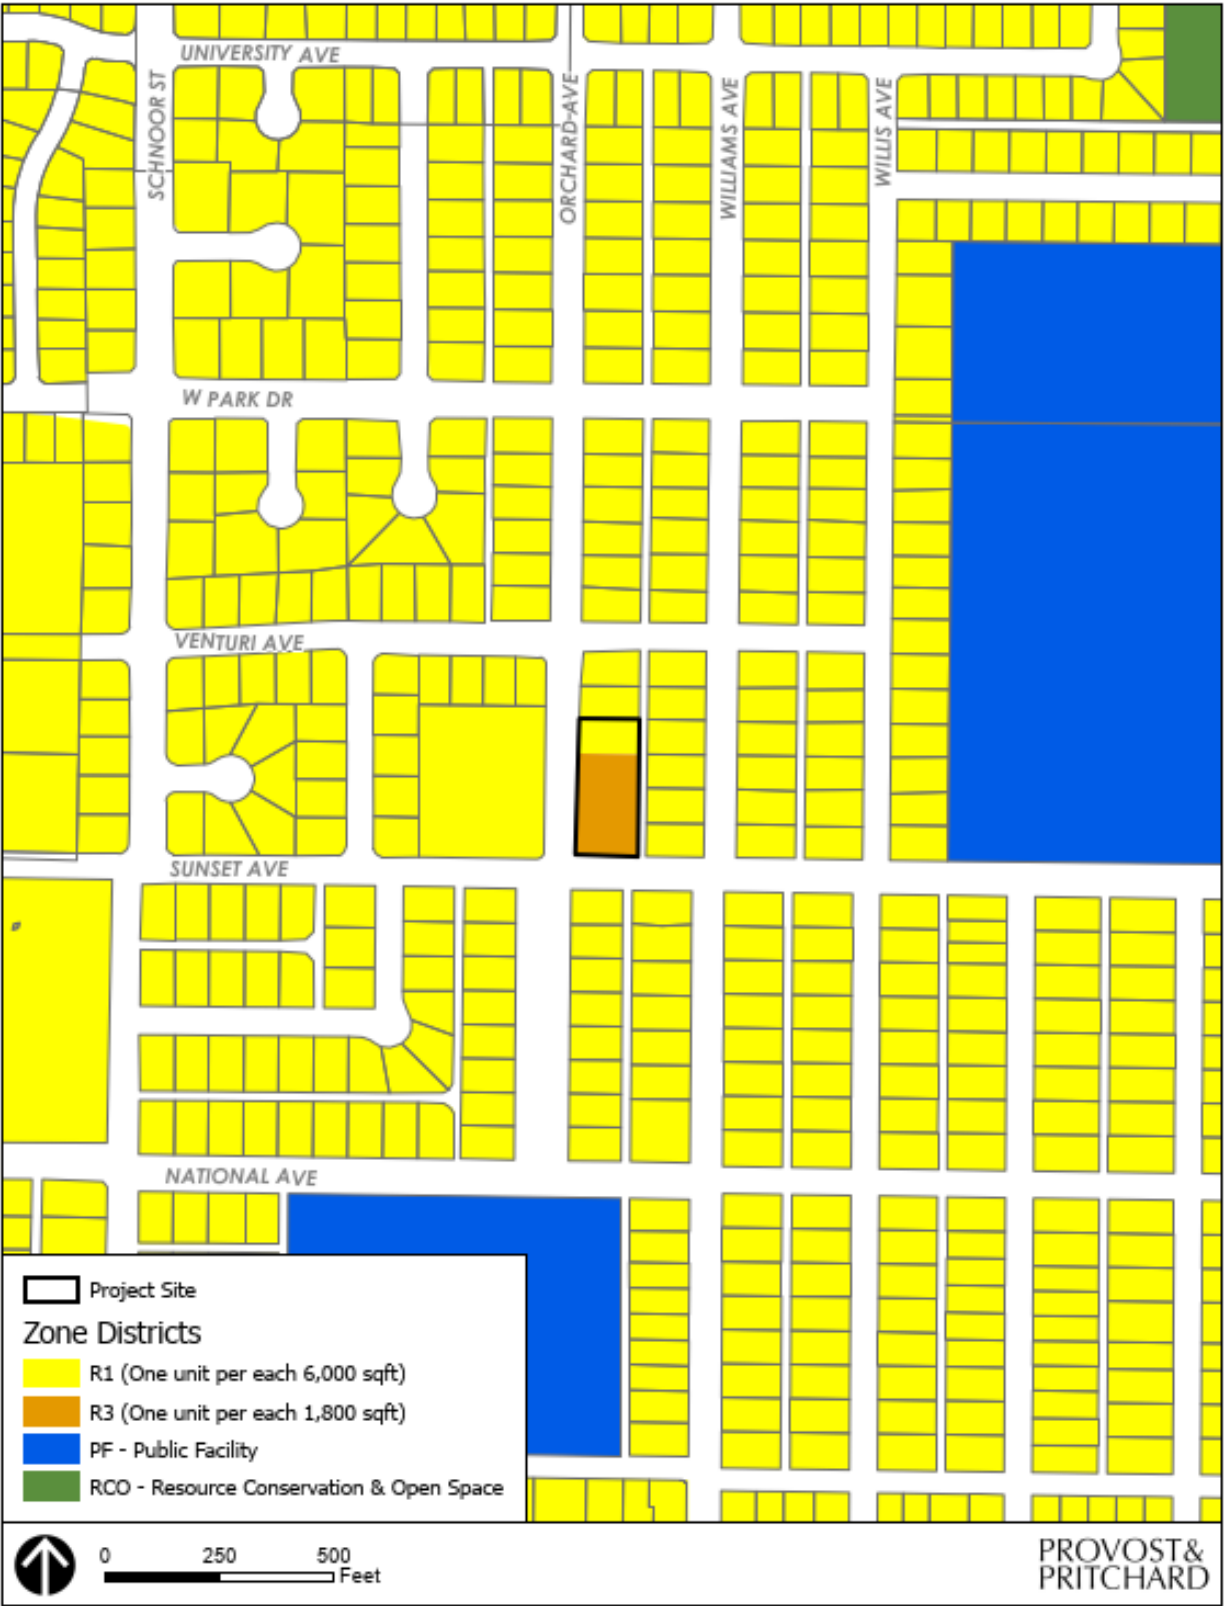 UNIVERSITY AVE
SCHNOOR ST
ORCHARD AVE
WILLIAMS AVE
WILLIS AVE
W PARK DR
VENTURI AVE
SUNSET AVE
NATIONAL AVE
Project Site
Zone Districts
R1 (One unit per each 6,000 sqft)
R3 (One unit per each 1,800 sqft)
PF - Public Facility
RCO - Resource Conservation & Open Space
0 250 500
Feet
PROVOST&
PRITCHARD